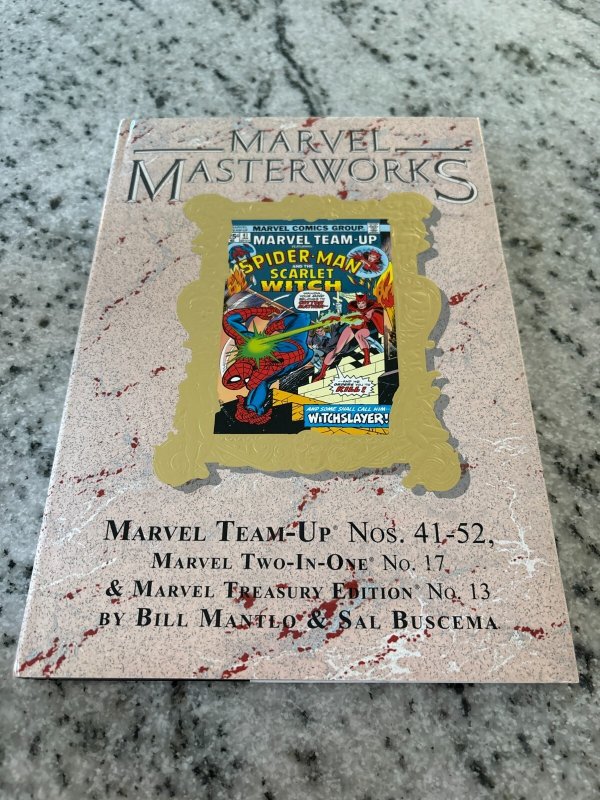 MARVEL
MASTERWORKS
MARVEL COMICS GROUP
MARVEL TEAM-UP
SPIDER-MAN
AND THE
SCARLET
WITCH
KILL!
AND SOME SHALL CALL HIM--
WITCHSLAYER!
MARVEL TEAM-UP® NOS. 41-52,
MARVEL TWO-IN-ONE® NO. 17
& MARVEL TREASURY EDITION® NO. 13
BY BILL MANTLO & SAL BUSCEMA